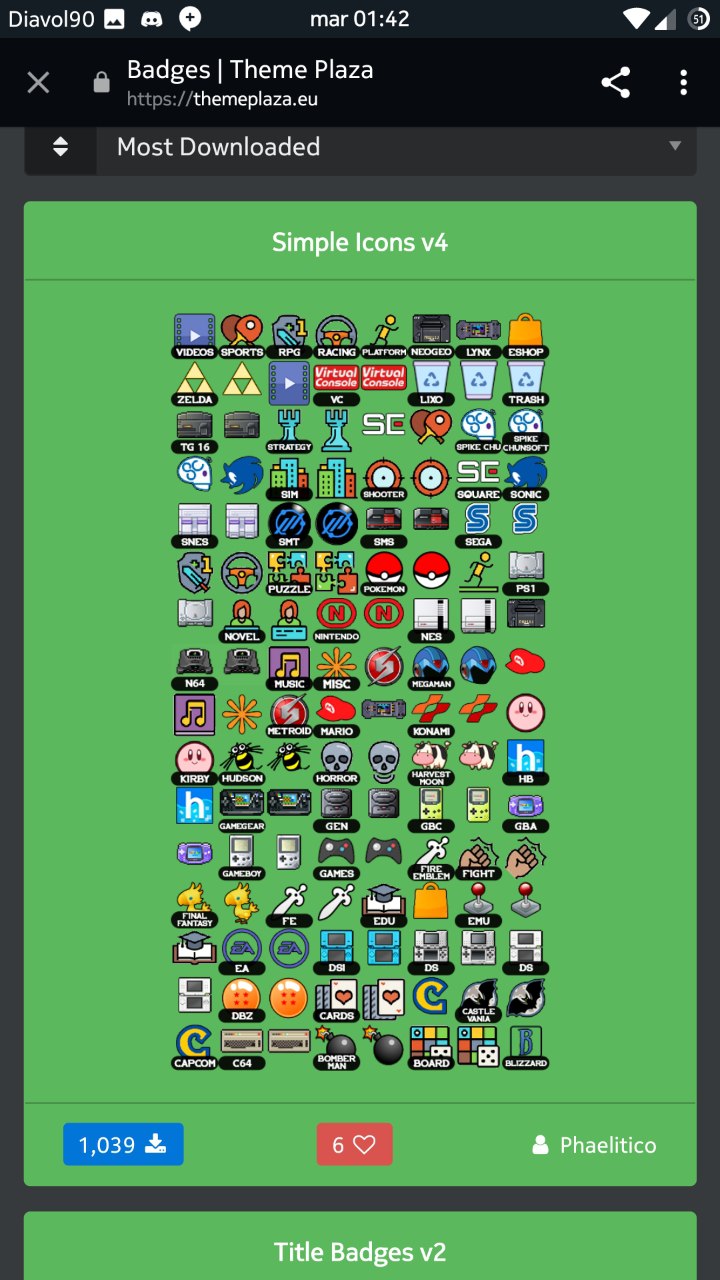 Diavol90 mar 01:42 51
Badges | Theme Plaza
https://themeplaza.eu
Most Downloaded
Simple Icons v4
VIDEOS SPORTS RPG RACING PLATFORM NEOGEO LYNX ESHOP
ZELDA Virtual Console VC Virtual Console LIXO TRASH
TG 16 STRATEGY SE SPIKE CHU SPIKE CHUNSOFT
SIM SHOOTER SE SQUARE SONIC
SNES SMT SMS SEGA
1 PUZZLE POKEMON PS1
NOVEL N NINTENDO N NES
N64 MUSIC MISC MEGAMAN
METROID MARIO KONAMI
KIRBY HUDSON HORROR HARVEST MOON h HB
h GAMEGEAR GEN GBC GBA
GAMEBOY GAMES FIRE EMBLEM FIGHT
FINAL FANTASY FE EDU EMU
EA EA EA DSI DS DS
DBZ CARDS C CASTLE VANIA
C CAPCOM C64 BOMBER MAN BOARD B BLIZZARD
1,039 6 Phaelitico
Title Badges v2